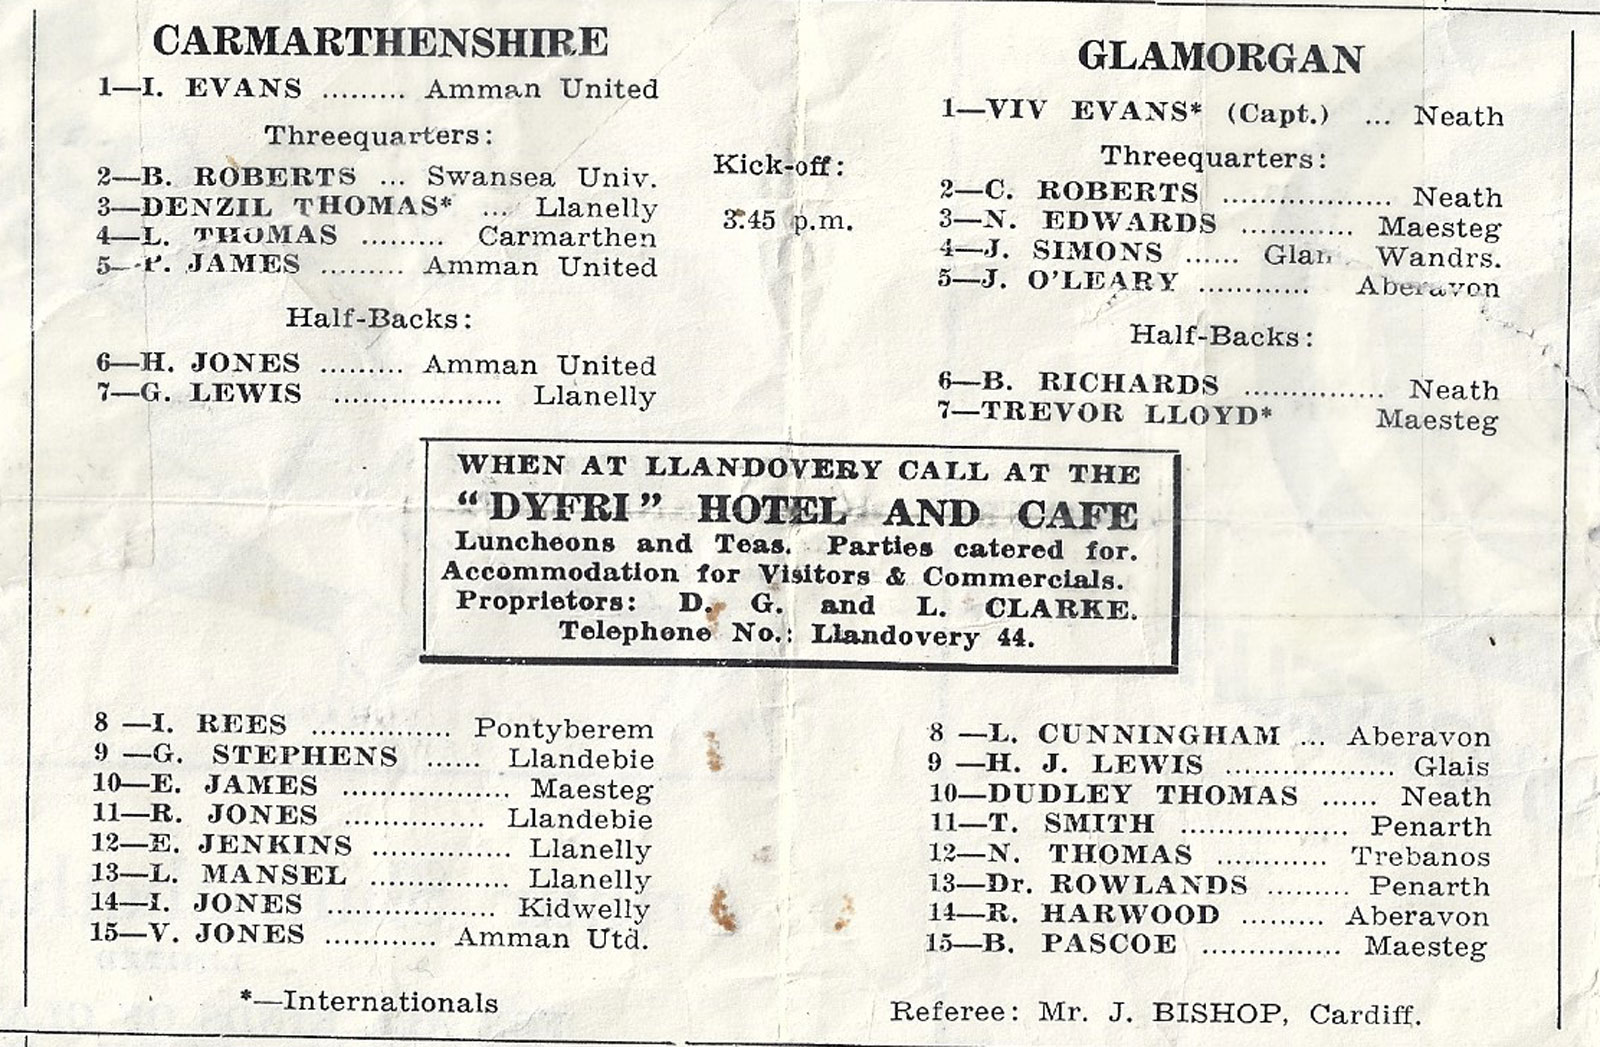 CARMARTHENSHIRE
1—I. EVANS ......... Amman United
Threequarters:
2—B. ROBERTS ... Swansea Univ.
3—DENZIL THOMAS* ... Llanelly
4—L. THOMAS ......... Carmarthen
5—P. JAMES ......... Amman United
Half-Backs:
6—H. JONES ......... Amman United
7—G. LEWIS .................. Llanelly
Kick-off:
3.45 p.m.
GLAMORGAN
1—VIV EVANS* (Capt.) ... Neath
Threequarters:
2—C. ROBERTS .................. Neath
3—N. EDWARDS ............ Maesteg
4—J. SIMONS ...... Glam Wandrs.
5—J. O'LEARY ............ Aberavon
Half-Backs:
6—B. RICHARDS ............... Neath
7—TREVOR LLOYD* Maesteg
WHEN AT LLANDOVERY CALL AT THE
“DYFRI” HOTEL AND CAFE
Luncheons and Teas. Parties catered for.
Accommodation for Visitors & Commercials.
Proprietors: D. G. and L. CLARKE.
Telephone No.: Llandovery 44.
8 —I. REES ............... Pontyberem
9 —G. STEPHENS ...... Llandebie
10—E. JAMES .................. Maesteg
11—R. JONES ............... Llandebie
12—E. JENKINS ............... Llanelly
13—L. MANSEL ............... Llanelly
14—I. JONES .................. Kidwelly
15—V. JONES ............ Amman Utd.
*—Internationals
8 —L. CUNNINGHAM ... Aberavon
9 —H. J. LEWIS .................. Glais
10—DUDLEY THOMAS ...... Neath
11—T. SMITH .................. Penarth
12—N. THOMAS ............ Trebanos
13—Dr. ROWLANDS ......... Penarth
14—R. HARWOOD ......... Aberavon
15—B. PASCOE ............... Maesteg
Referee: Mr. J. BISHOP, Cardiff.